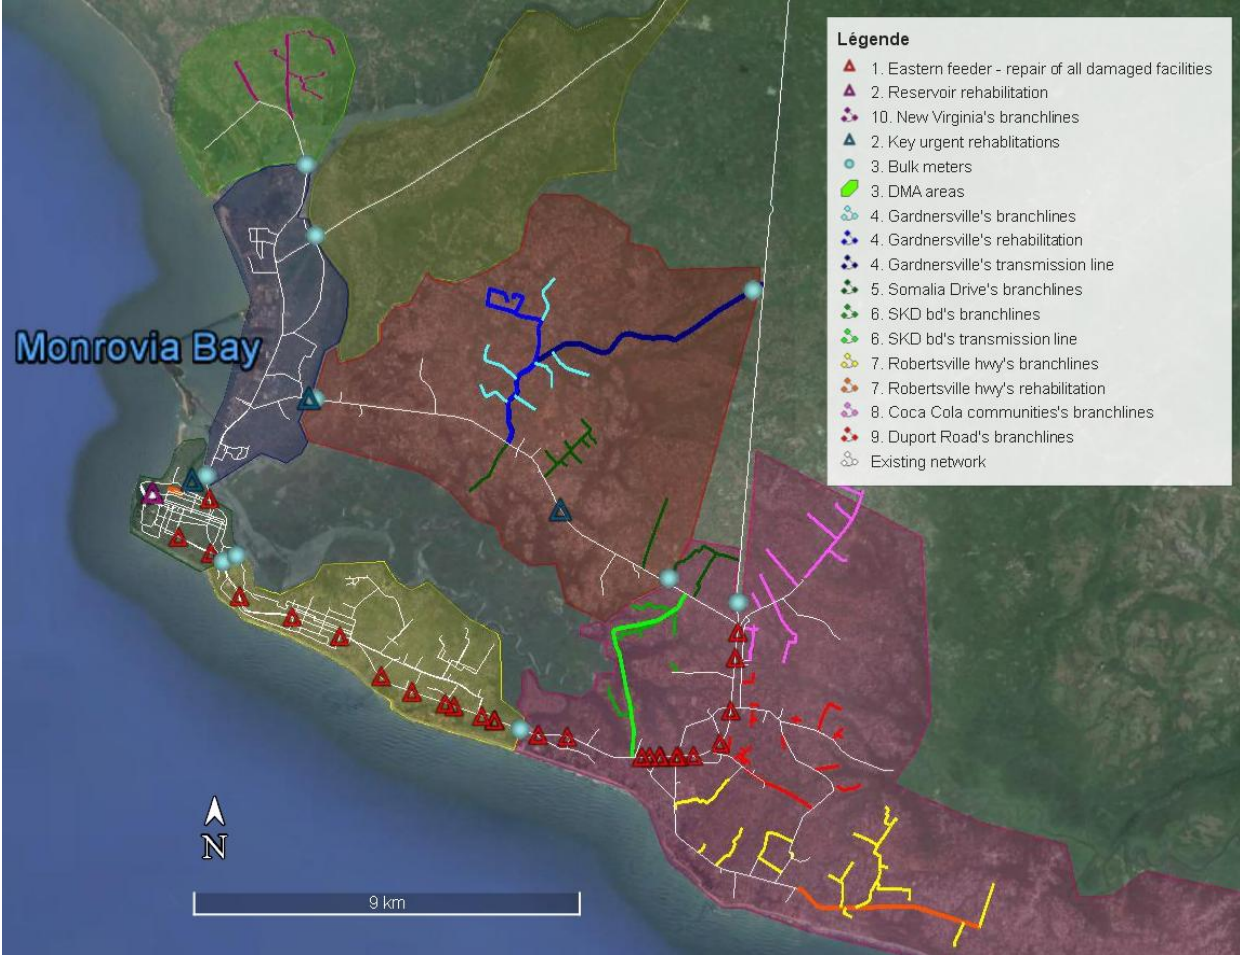 Légende
1. Eastern feeder - repair of all damaged facilities
2. Reservoir rehabilitation
10. New Virginia's branchlines
2. Key urgent rehablitations
3. Bulk meters
3. DMA areas
4. Gardnersville's branchlines
4. Gardnersville's rehabilitation
4. Gardnersville's transmission line
5. Somalia Drive's branchlines
6. SKD bd's branchlines
6. SKD bd's transmission line
7. Robertsville hwy's branchlines
7. Robertsville hwy's rehabilitation
8. Coca Cola communities's branchlines
9. Duport Road's branchlines
Existing network
Monrovia Bay
N
9 km